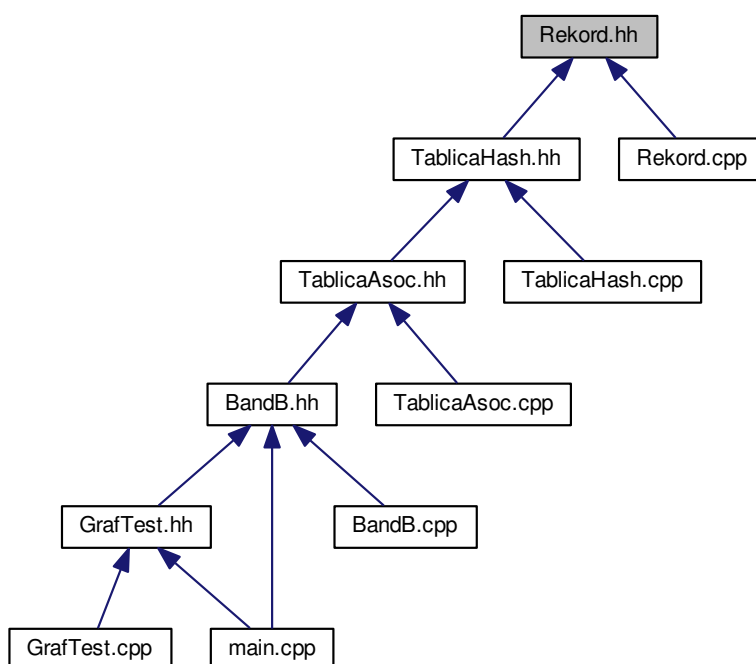 Rekord.hh
TablicaHash.hh
Rekord.cpp
TablicaAsoc.hh
TablicaHash.cpp
BandB.hh
TablicaAsoc.cpp
GrafTest.hh
BandB.cpp
GrafTest.cpp
main.cpp